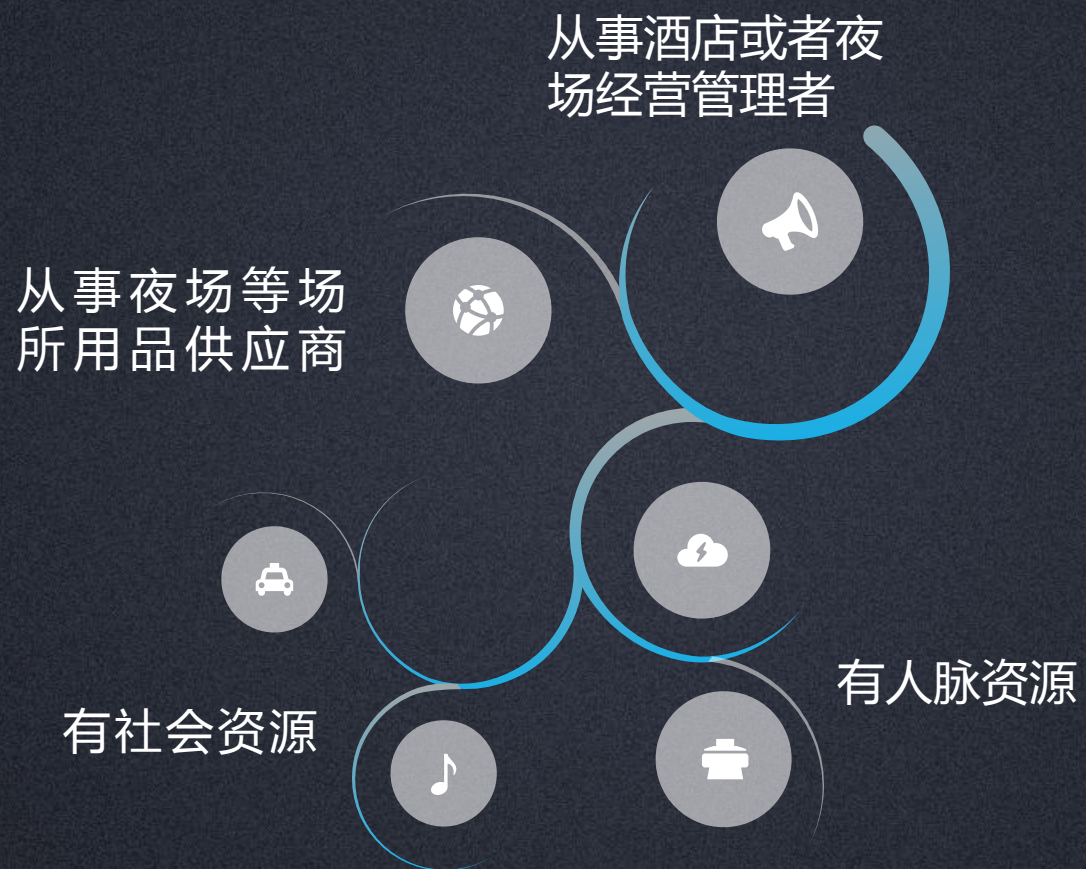 从事酒店或者夜
场经营管理者
从事夜场等场
所用品供应商
有人脉资源
有社会资源